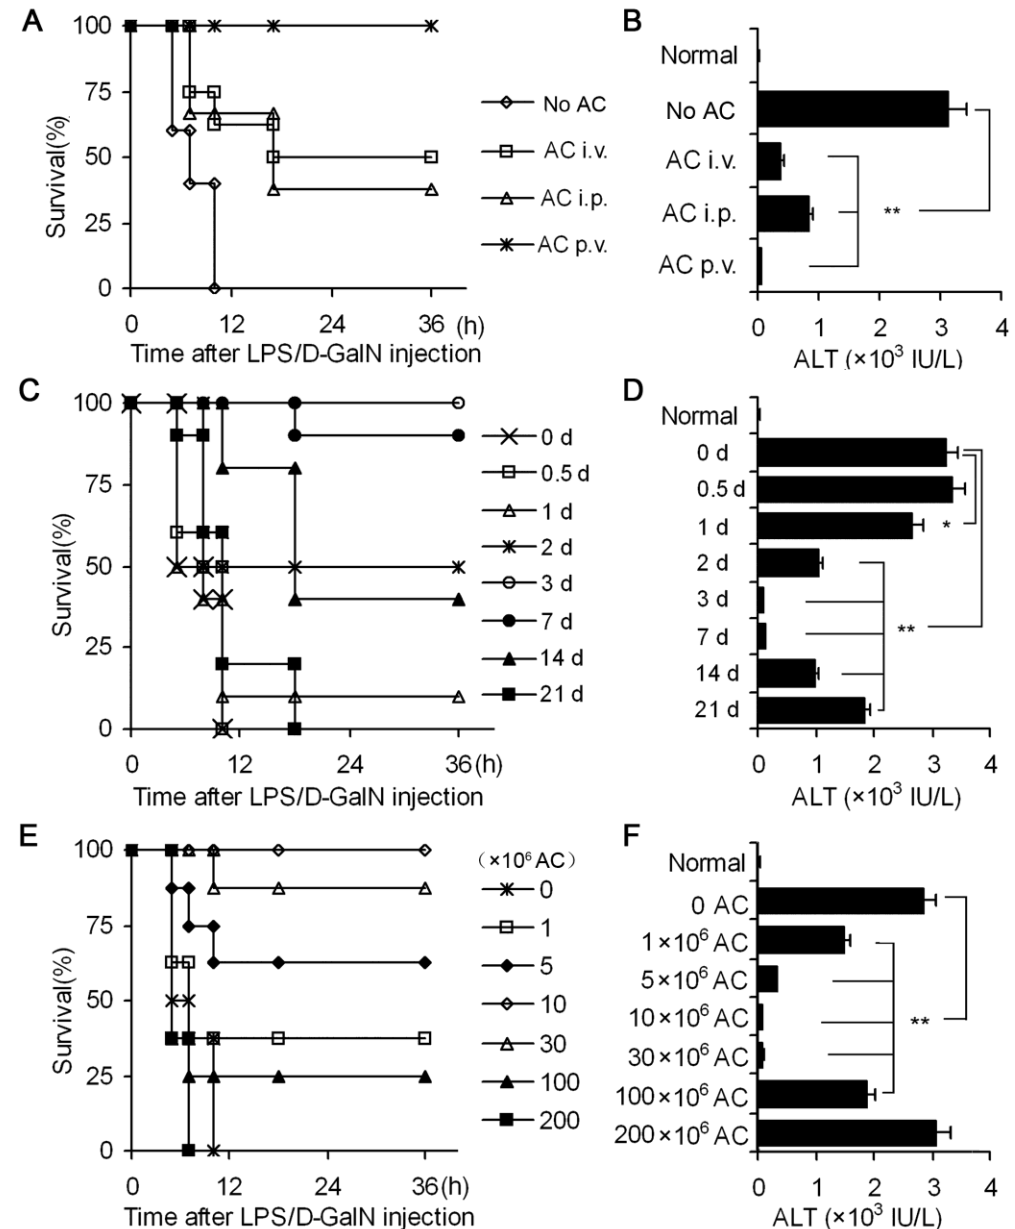 A
100
75
50
25
0
Survival(%)
0 12 24 36 (h)
Time after LPS/D-GalN injection
No AC
AC i.v.
AC i.p.
AC p.v.
B
Normal
No AC
AC i.v.
AC i.p.
AC p.v.
**
0 1 2 3 4
ALT (×10³ IU/L)
C
100
75
50
25
0
Survival(%)
0 12 24 36 (h)
Time after LPS/D-GalN injection
0 d
0.5 d
1 d
2 d
3 d
7 d
14 d
21 d
D
Normal
0 d
0.5 d
1 d
2 d
3 d
7 d
14 d
21 d
*
**
0 1 2 3 4
ALT (×10³ IU/L)
E
100
75
50
25
0
Survival(%)
0 12 24 36 (h)
Time after LPS/D-GalN injection
(×10⁶ AC)
0
1
5
10
30
100
200
F
Normal
0 AC
1×10⁶ AC
5×10⁶ AC
10×10⁶ AC
30×10⁶ AC
100×10⁶ AC
200×10⁶ AC
**
0 1 2 3 4
ALT (×10³ IU/L)